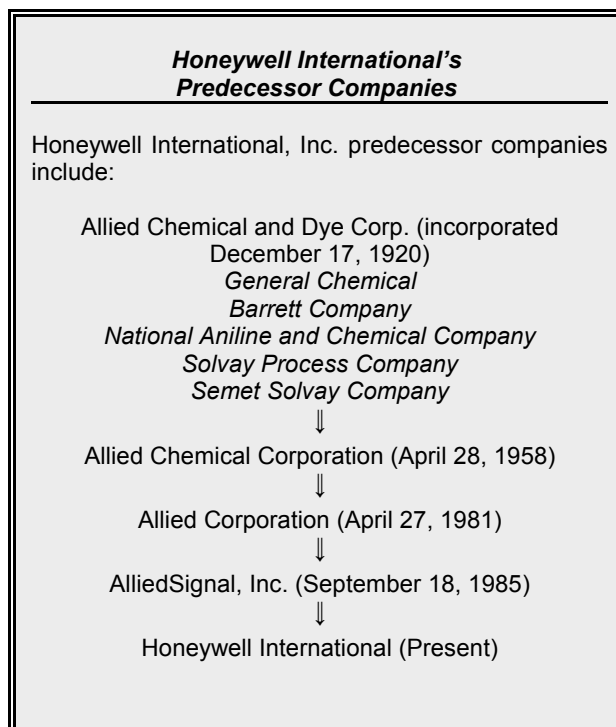 Honeywell International's
Predecessor Companies
Honeywell International, Inc. predecessor companies
include:
Allied Chemical and Dye Corp. (incorporated
December 17, 1920)
General Chemical
Barrett Company
National Aniline and Chemical Company
Solvay Process Company
Semet Solvay Company
⇓
Allied Chemical Corporation (April 28, 1958)
⇓
Allied Corporation (April 27, 1981)
⇓
AlliedSignal, Inc. (September 18, 1985)
⇓
Honeywell International (Present)